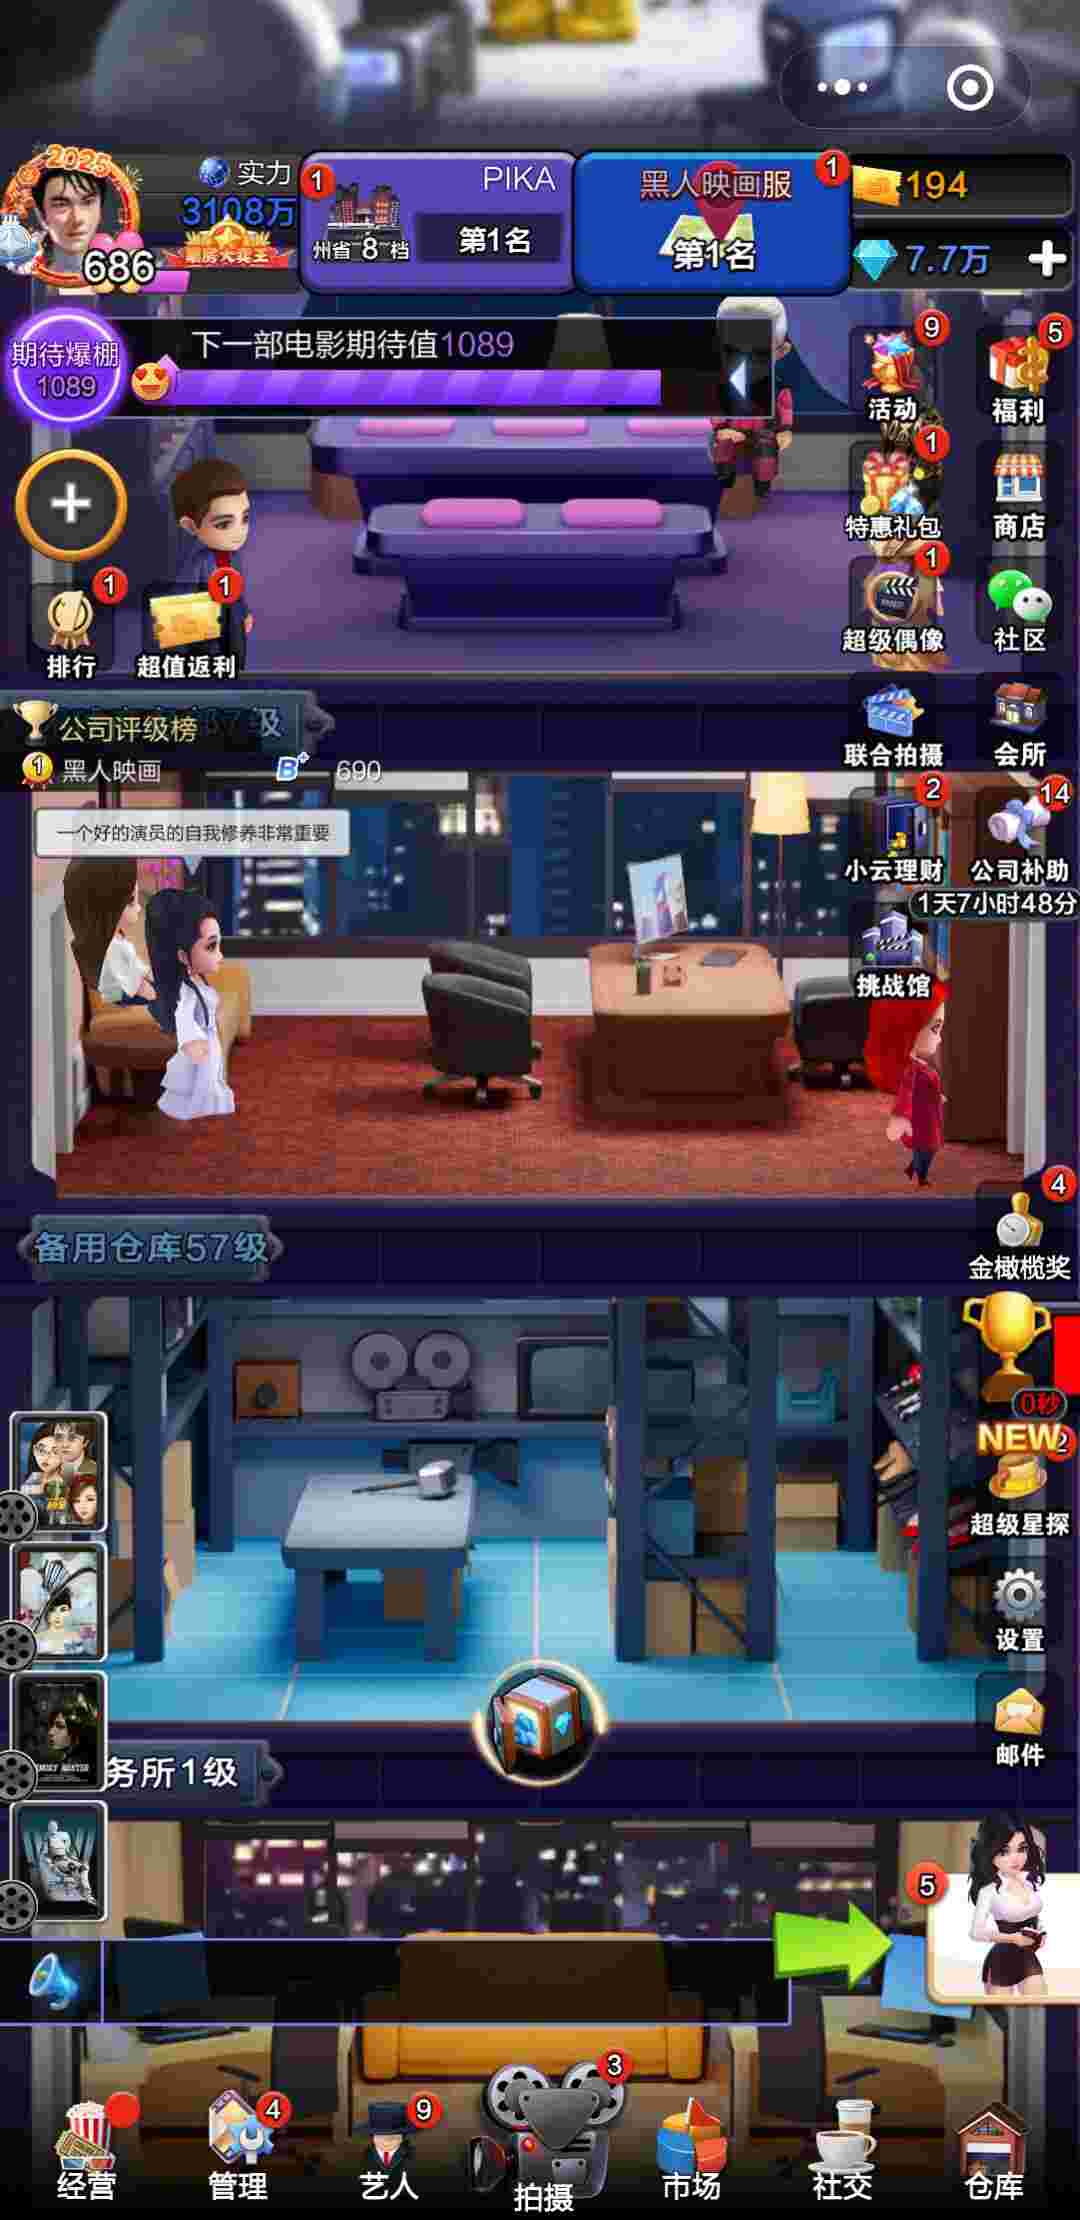 2025
实力
3108万
票房大卖王
686
1
PIKA
州省 8 档
第1名
黑人映画服
1
第1名
194
7.7万
期待爆棚
1089
下一部电影期待值1089
9
活动
5
福利
1
特惠礼包
商店
1
超级偶像
社区
1
排行
1
超值返利
联合拍摄
会所
7级
公司评级榜
1
黑人映画
B+
690
一个好的演员的自我修养非常重要
2
小云理财
14
公司补助
1天7小时48分
挑战馆
4
金橄榄奖
备用仓库57级
0秒
NEW
2
超级星探
设置
邮件
务所1级
5
经营
4
管理
9
艺人
3
拍摄
市场
社交
仓库